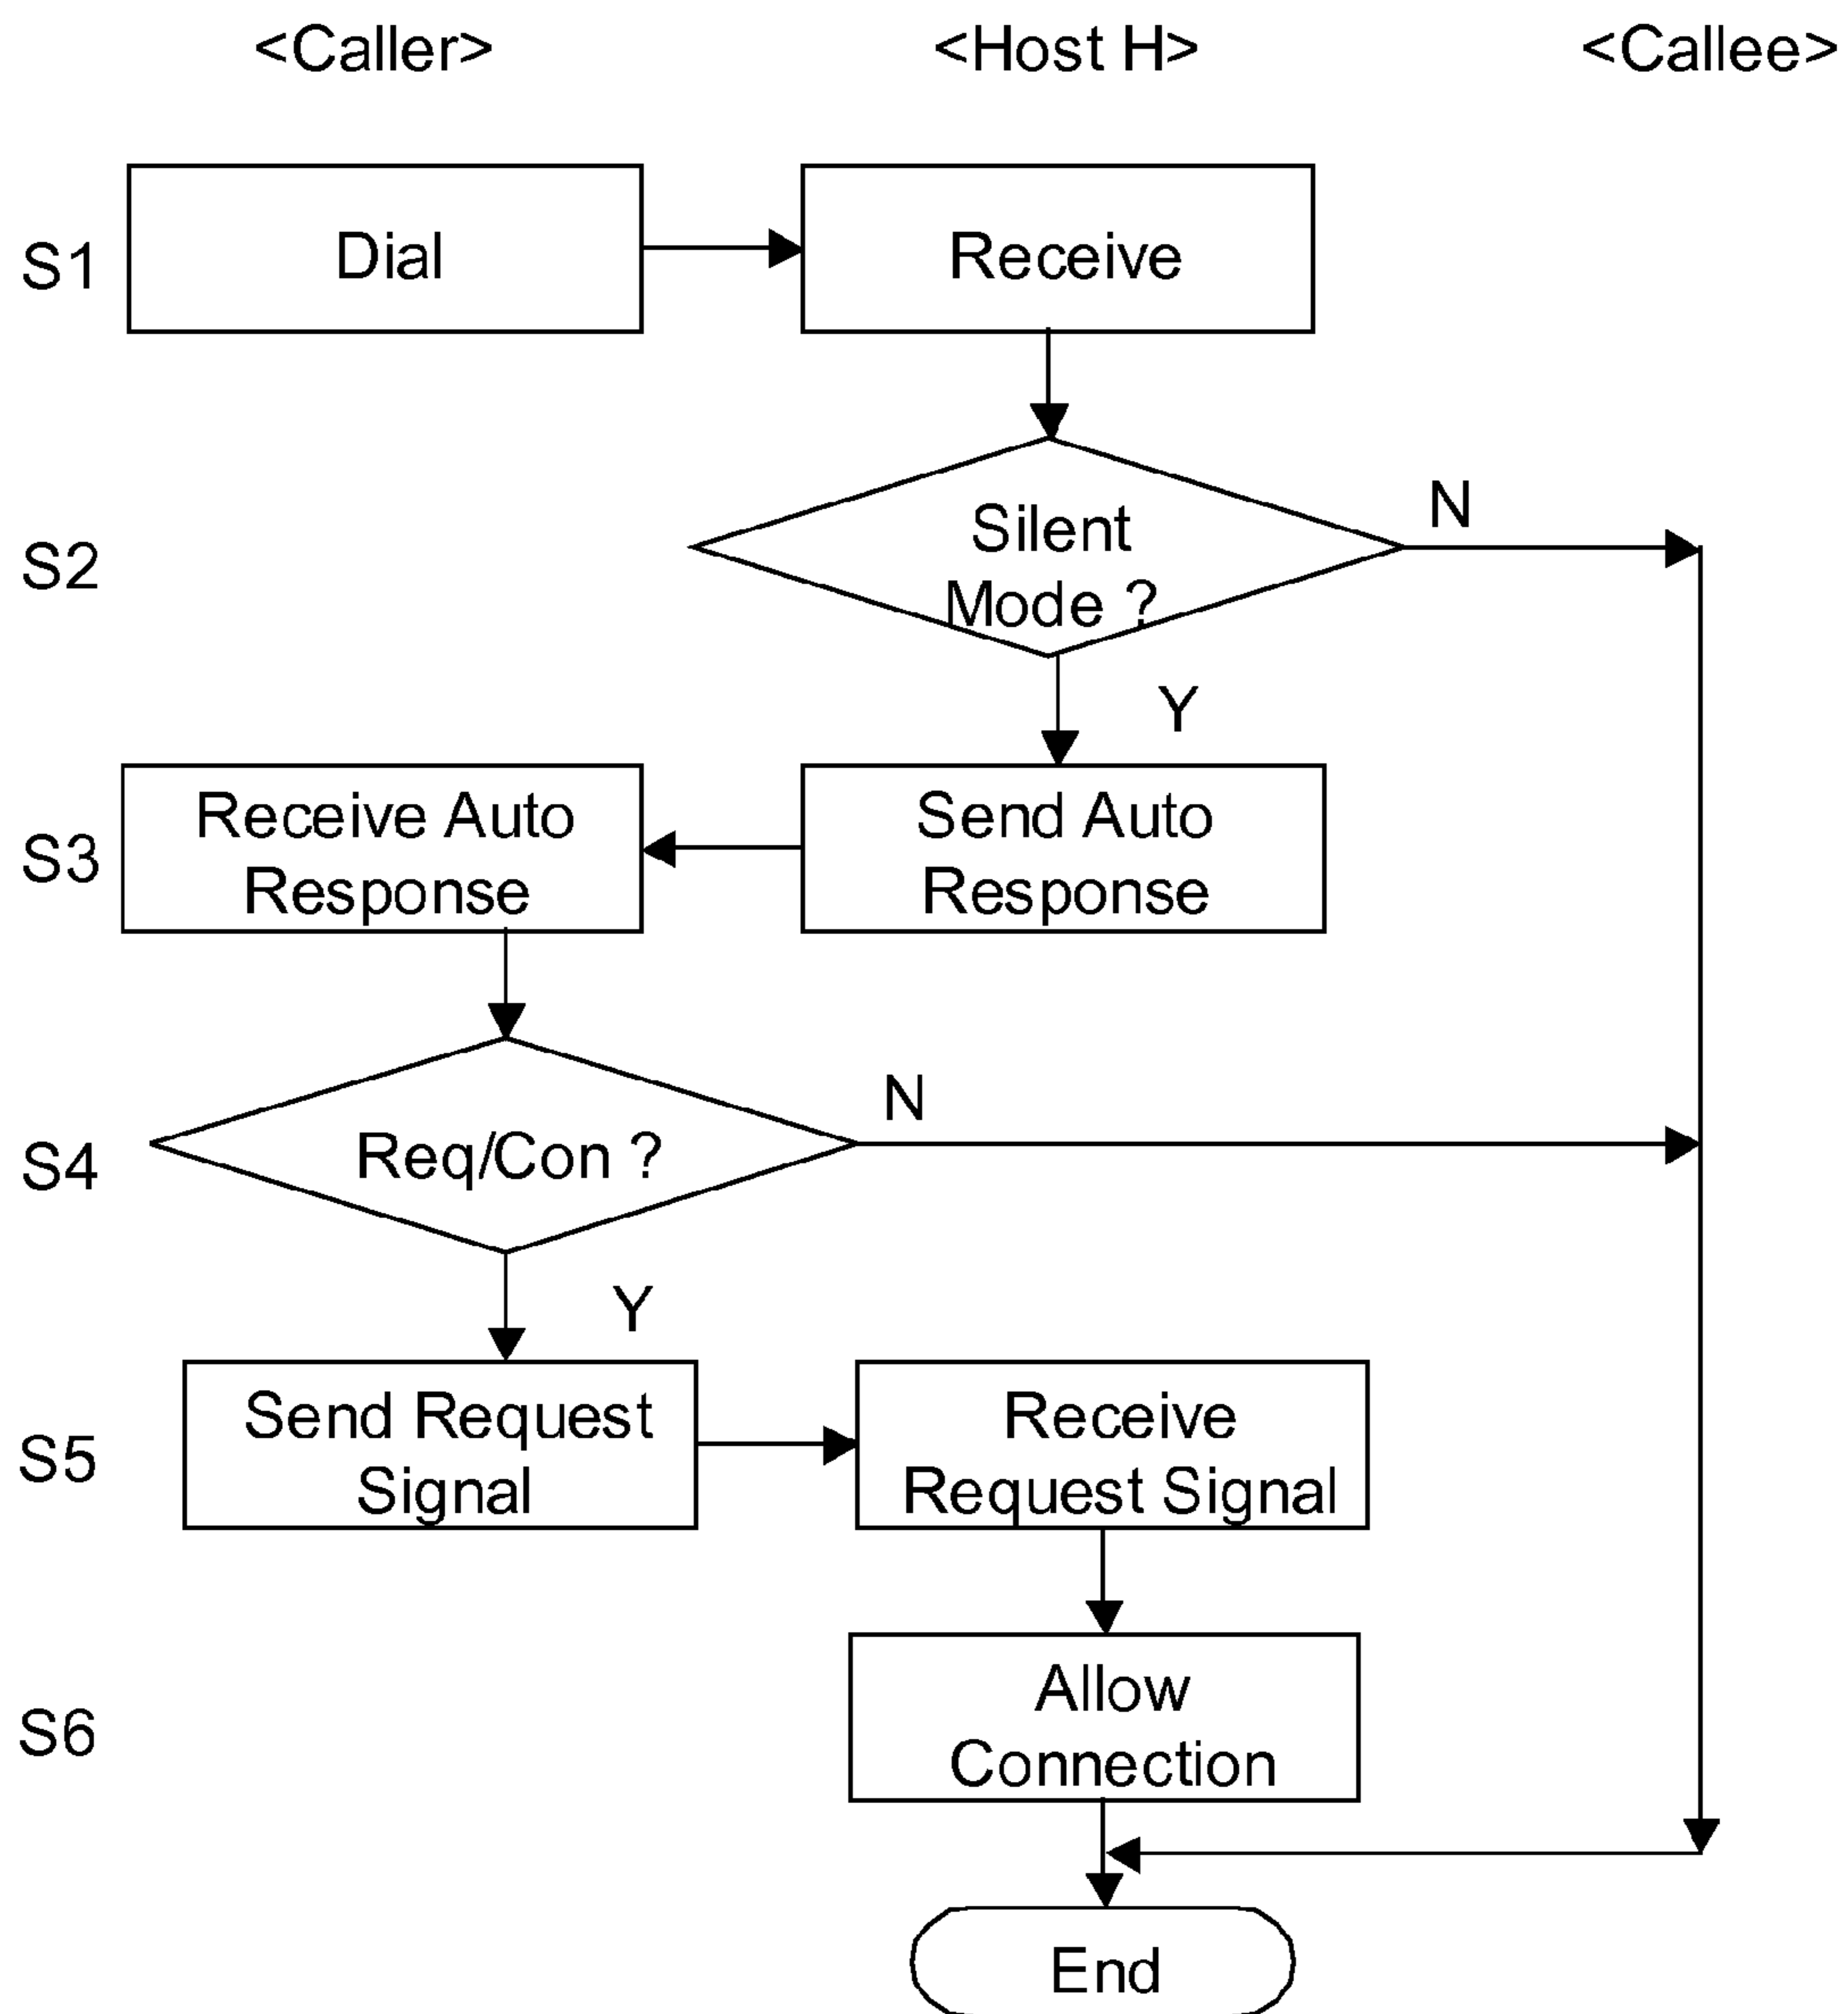 <Caller>
<Host H>
<Callee>
S1
Dial
Receive
S2
Silent
Mode ?
N
Y
S3
Receive Auto
Response
Send Auto
Response
S4
Req/Con ?
N
Y
S5
Send Request
Signal
Receive
Request Signal
S6
Allow
Connection
End